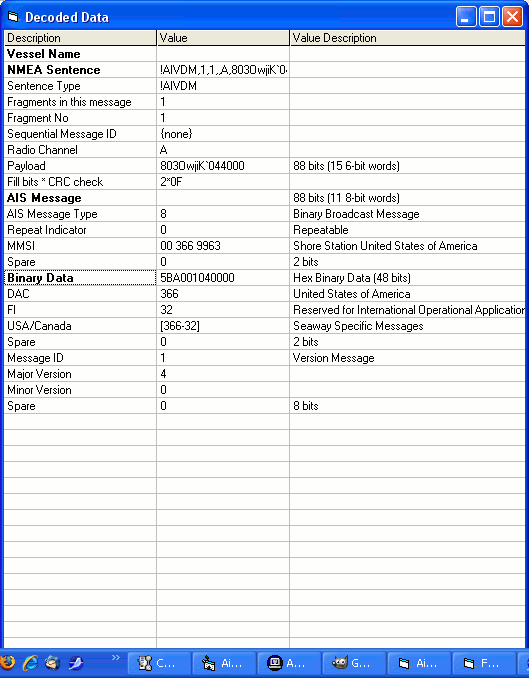 Decoded Data
Description Value Value Description
Vessel Name
NMEA Sentence !AIVDM,1,1,,A,803OwjiK`0
Sentence Type !AIVDM
Fragments in this message 1
Fragment No 1
Sequential Message ID {none}
Radio Channel A
Payload 803OwjiK`044000 88 bits (15 6-bit words)
Fill bits * CRC check 2*0F
AIS Message 88 bits (11 8-bit words)
AIS Message Type 8 Binary Broadcast Message
Repeat Indicator 0 Repeatable
MMSI 00 366 9963 Shore Station United States of America
Spare 0 2 bits
Binary Data 5BA001040000 Hex Binary Data (48 bits)
DAC 366 United States of America
FI 32 Reserved for International Operational Application
USA/Canada [366-32] Seaway Specific Messages
Spare 0 2 bits
Message ID 1 Version Message
Major Version 4
Minor Version 0
Spare 0 8 bits
» C... Ai... A... G... Ai... F...